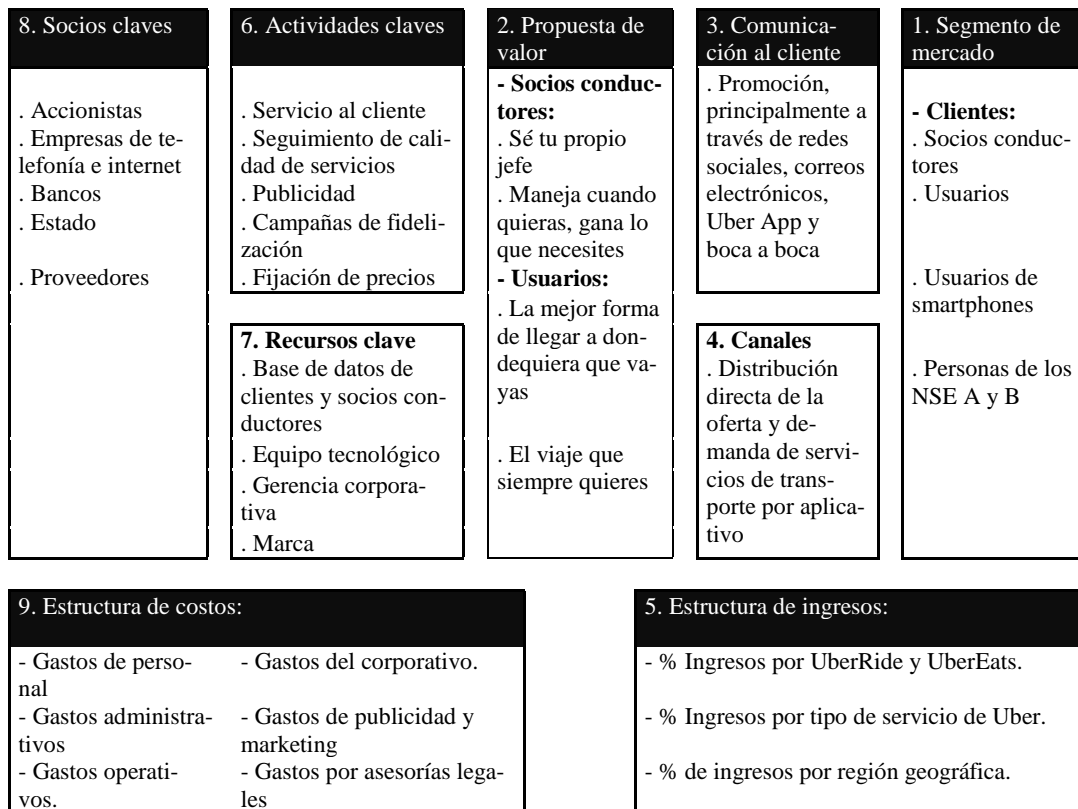 8. Socios claves
. Accionistas
. Empresas de te-
lefonía e internet
. Bancos
. Estado
. Proveedores
6. Actividades claves
. Servicio al cliente
. Seguimiento de cali-
dad de servicios
. Publicidad
. Campañas de fideli-
zación
. Fijación de precios
7. Recursos clave
. Base de datos de
clientes y socios con-
ductores
. Equipo tecnológico
. Gerencia corpora-
tiva
. Marca
2. Propuesta de
valor
- Socios conduc-
tores:
. Sé tu propio
jefe
. Maneja cuando
quieras, gana lo
que necesites
- Usuarios:
. La mejor forma
de llegar a don-
dequiera que va-
yas
. El viaje que
siempre quieres
3. Comunica-
ción al cliente
. Promoción,
principalmente a
través de redes
sociales, correos
electrónicos,
Uber App y
boca a boca
4. Canales
. Distribución
directa de la
oferta y de-
manda de servi-
cios de trans-
porte por aplica-
tivo
1. Segmento de
mercado
- Clientes:
. Socios conduc-
tores
. Usuarios
. Usuarios de
smartphones
. Personas de los
NSE A y B
9. Estructura de costos:
- Gastos de perso-
nal
- Gastos administra-
tivos
- Gastos operati-
vos.
- Gastos del corporativo.
- Gastos de publicidad y
marketing
- Gastos por asesorías lega-
les
5. Estructura de ingresos:
- % Ingresos por UberRide y UberEats.
- % Ingresos por tipo de servicio de Uber.
- % de ingresos por región geográfica.